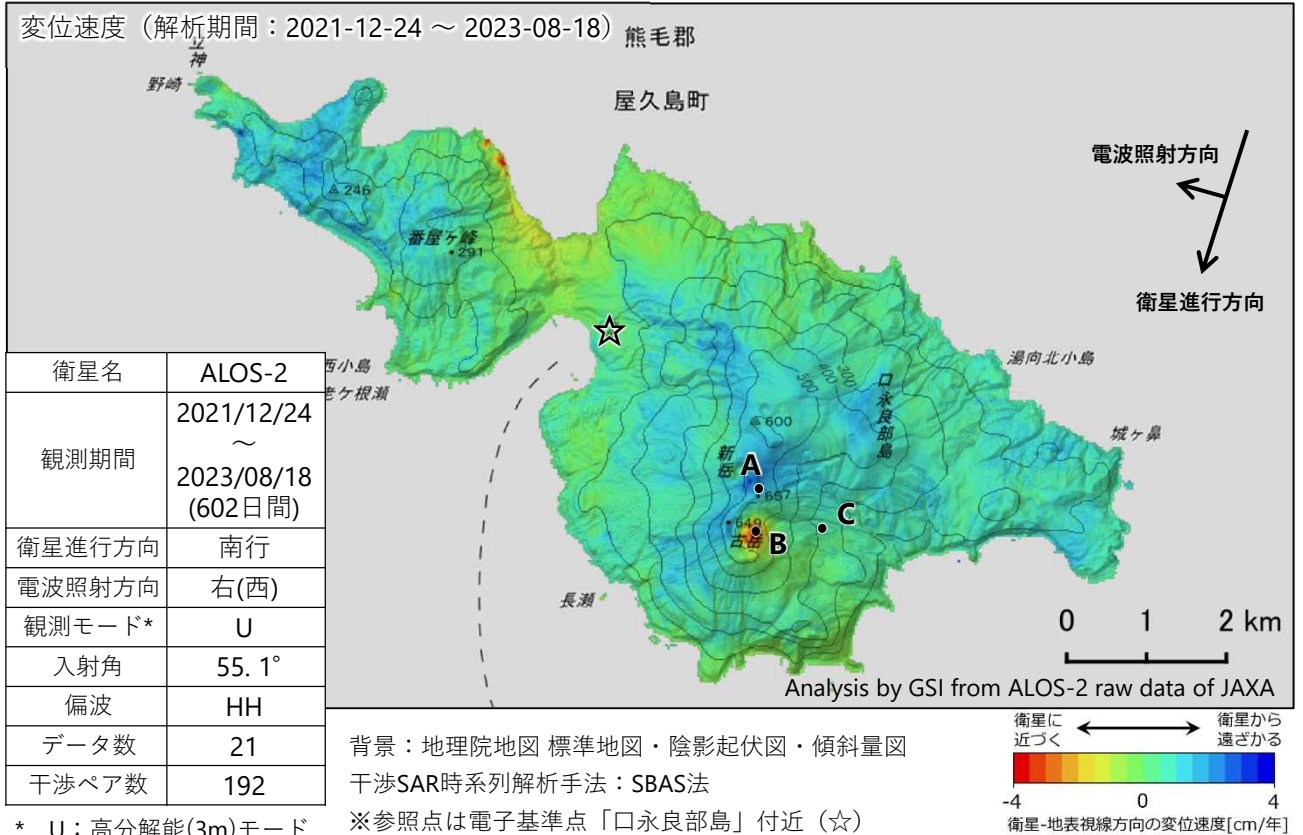 変位速度（解析期間：2021-12-24 ～ 2023-08-18）
熊毛郡
屋久島町
立神
野崎
246
番屋ヶ峰
291
電波照射方向
衛星進行方向
西小島
老ケ根瀬
湯向北小島
城ヶ鼻
口永良部島
500
400
300
600
新岳
A
657
649
古岳
B
C
長瀬
0 1 2 km
Analysis by GSI from ALOS-2 raw data of JAXA
衛星名 ALOS-2
観測期間 2021/12/24
～
2023/08/18
(602日間)
衛星進行方向 南行
電波照射方向 右(西)
観測モード* U
入射角 55. 1°
偏波 HH
データ数 21
干渉ペア数 192
* U：高分解能(3m)モード
背景：地理院地図 標準地図・陰影起伏図・傾斜量図
干渉SAR時系列解析手法：SBAS法
※参照点は電子基準点「口永良部島」付近（☆）
衛星に近づく
衛星から遠ざかる
-4 0 4
衛星-地表視線方向の変位速度[cm/年]